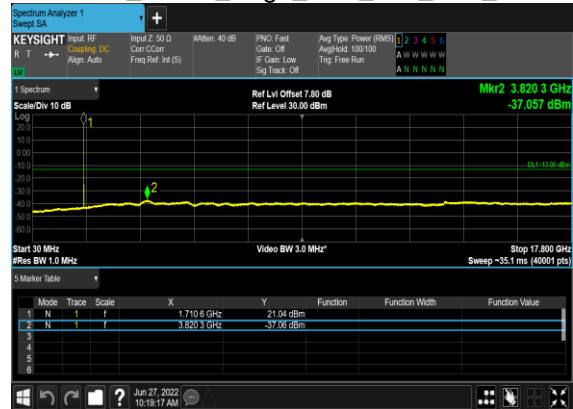 Spectrum Analyzer 1
Swept SA
+
KEYSIGHT Input: RF Input Z: 50 Ω #Atten: 40 dB PNO: Fast Avg Type: Power (RMS) 1 2 3 4 5 6
R T Coupling: DC Corr CCorr Gate: Off Avg|Hold: 100/100 A W W W W W
Align: Auto Freq Ref: Int (S) IF Gain: Low Trig: Free Run
Sig Track: Off A N N N N N
1 Spectrum Ref Lvl Offset 7.80 dB Mkr2 3.820 3 GHz
Scale/Div 10 dB Ref Level 30.00 dBm -37.057 dBm
Log
20.0 1
10.0
0.00
-10.0 DL1 -13.00 dBm
-20.0
-30.0 2
-40.0
-50.0
-60.0
Start 30 MHz Video BW 3.0 MHz* Stop 17.800 GHz
#Res BW 1.0 MHz Sweep ~35.1 ms (40001 pts)
5 Marker Table
Mode Trace Scale X Y Function Function Width Function Value
1 N 1 f 1.710 6 GHz 21.04 dBm
2 N 1 f 3.820 3 GHz -37.06 dBm
3
4
5
6
? Jun 27, 2022
10:19:17 AM